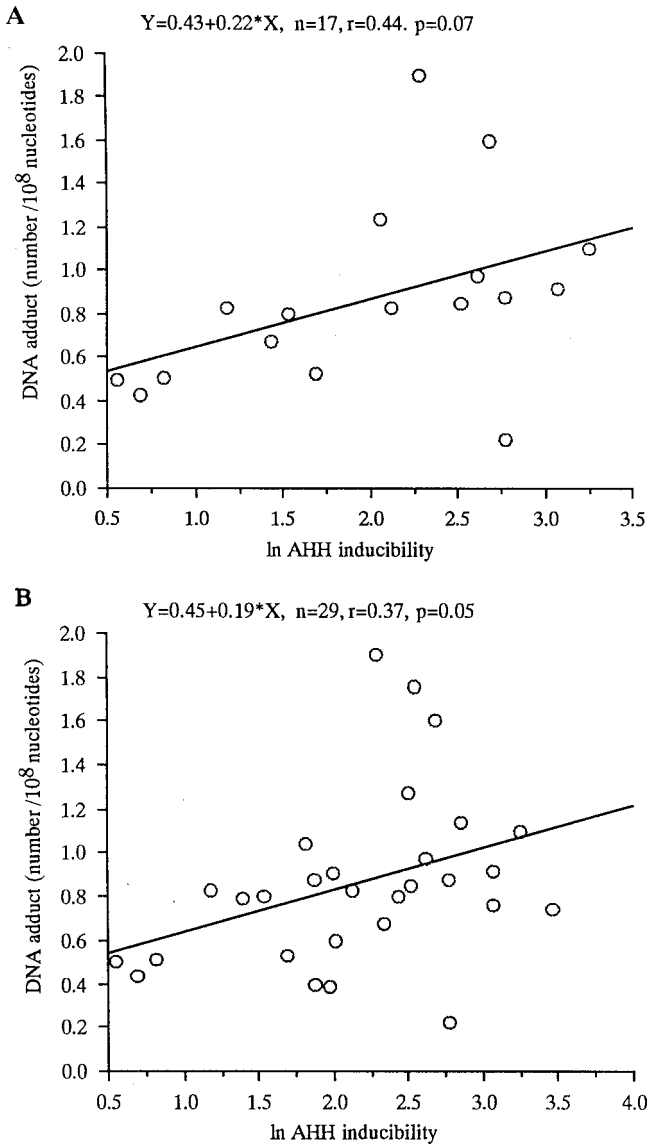 A
Y=0.43+0.22*X, n=17, r=0.44. p=0.07
DNA adduct (number /10⁸ nucleotides)
2.0
1.8
1.6
1.4
1.2
1.0
0.8
0.6
0.4
0.2
0.0
0.5 1.0 1.5 2.0 2.5 3.0 3.5
ln AHH inducibility
B
Y=0.45+0.19*X, n=29, r=0.37, p=0.05
DNA adduct (number /10⁸ nucleotides)
2.0
1.8
1.6
1.4
1.2
1.0
0.8
0.6
0.4
0.2
0.0
0.5 1.0 1.5 2.0 2.5 3.0 3.5 4.0
ln AHH inducibility